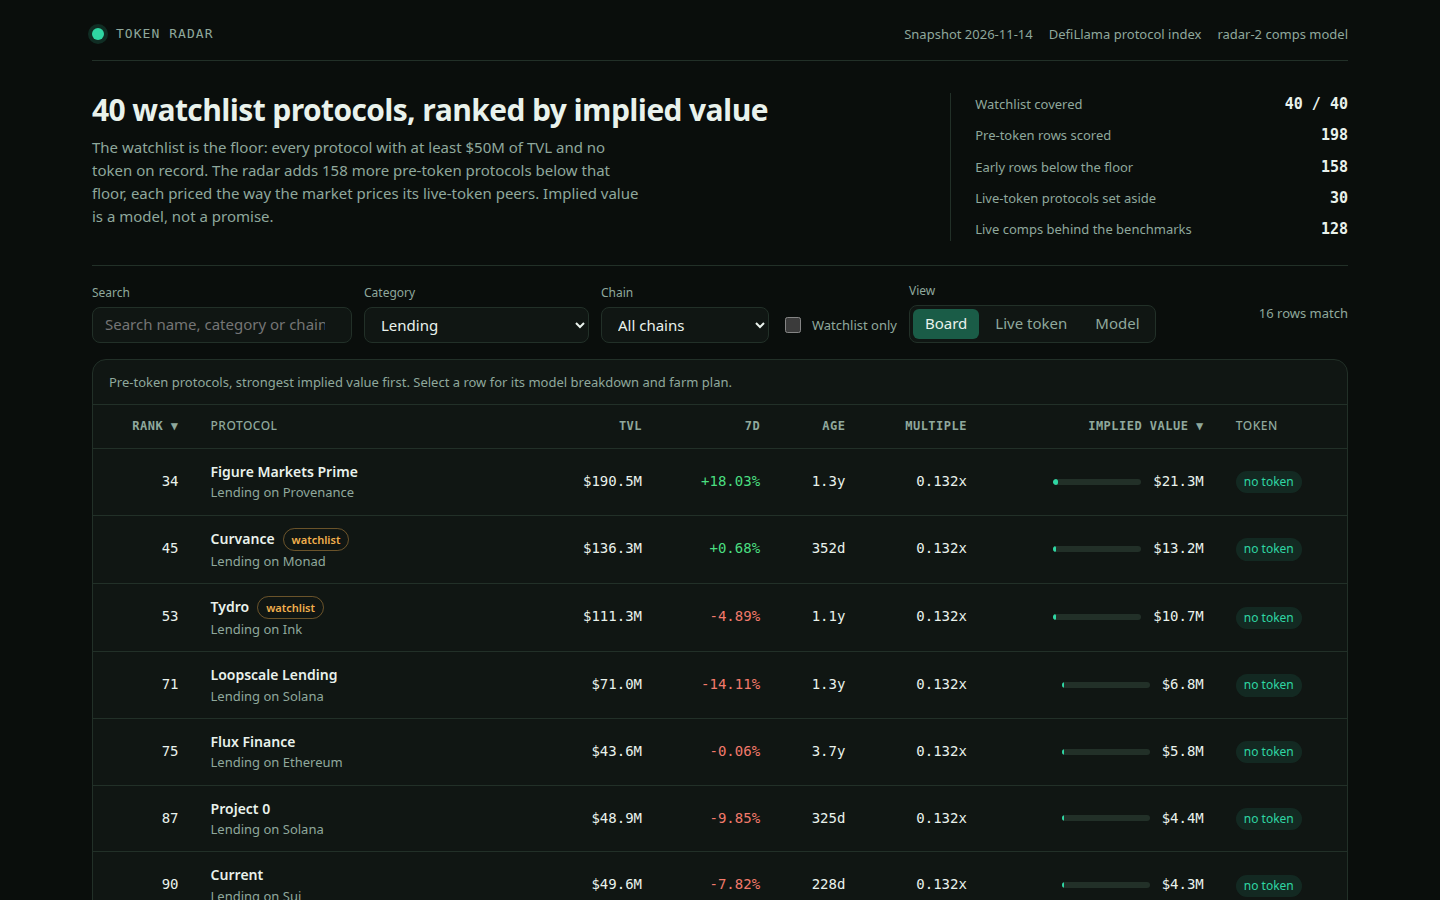 TOKEN RADAR
Snapshot 2026-11-14 DefiLlama protocol index radar-2 comps model
40 watchlist protocols, ranked by implied value
The watchlist is the floor: every protocol with at least $50M of TVL and no
token on record. The radar adds 158 more pre-token protocols below that
floor, each priced the way the market prices its live-token peers. Implied value
is a model, not a promise.
Watchlist covered 40 / 40
Pre-token rows scored 198
Early rows below the floor 158
Live-token protocols set aside 30
Live comps behind the benchmarks 128
Search Category Chain View
Search name, category or chain Lending All chains Watchlist only Board Live token Model 16 rows match
Pre-token protocols, strongest implied value first. Select a row for its model breakdown and farm plan.
RANK ▼ PROTOCOL TVL 7D AGE MULTIPLE IMPLIED VALUE ▼ TOKEN
34 Figure Markets Prime $190.5M +18.03% 1.3y 0.132x $21.3M no token
Lending on Provenance
45 Curvance watchlist $136.3M +0.68% 352d 0.132x $13.2M no token
Lending on Monad
53 Tydro watchlist $111.3M -4.89% 1.1y 0.132x $10.7M no token
Lending on Ink
71 Loopscale Lending $71.0M -14.11% 1.3y 0.132x $6.8M no token
Lending on Solana
75 Flux Finance $43.6M -0.06% 3.7y 0.132x $5.8M no token
Lending on Ethereum
87 Project 0 $48.9M -9.85% 325d 0.132x $4.4M no token
Lending on Solana
90 Current $49.6M -7.82% 228d 0.132x $4.3M no token
Lending on Sui